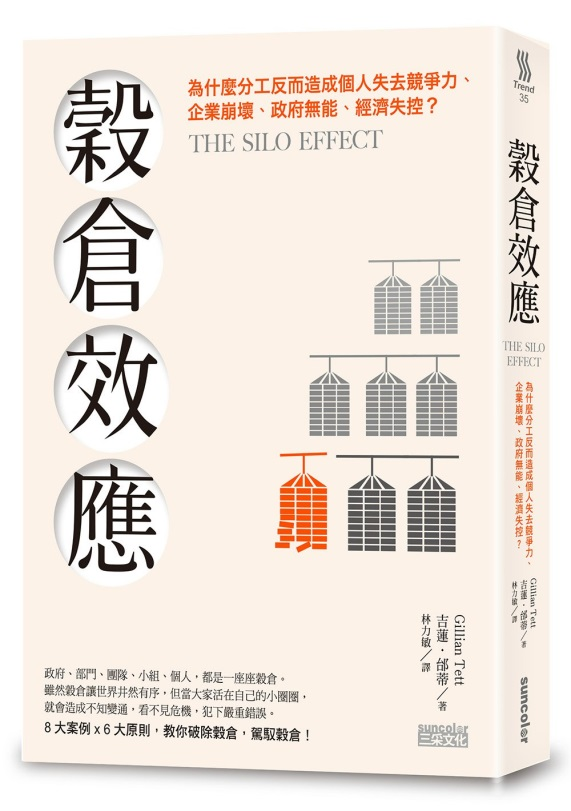 穀倉效應
為什麼分工反而造成個人失去競爭力、
企業崩壞、政府無能、經濟失控？
THE SILO EFFECT
Gillian Tett
吉蓮．邰蒂／著
林力敏／譯
政府、部門、團隊、小組、個人，都是一座座穀倉。
雖然穀倉讓世界井然有序，但當大家活在自己的小圈圈，
就會造成不知變通，看不見危機，犯下嚴重錯誤。
8 大案例 x 6 大原則，教你破除穀倉，駕馭穀倉！
suncolor
三采文化
Trend
35
穀倉效應
THE SILO
EFFECT
為什麼分工反而造成個人失去競爭力、
企業崩壞、政府無能、經濟失控？
Gillian Tett
吉蓮．邰蒂／著
林力敏／譯
suncolor